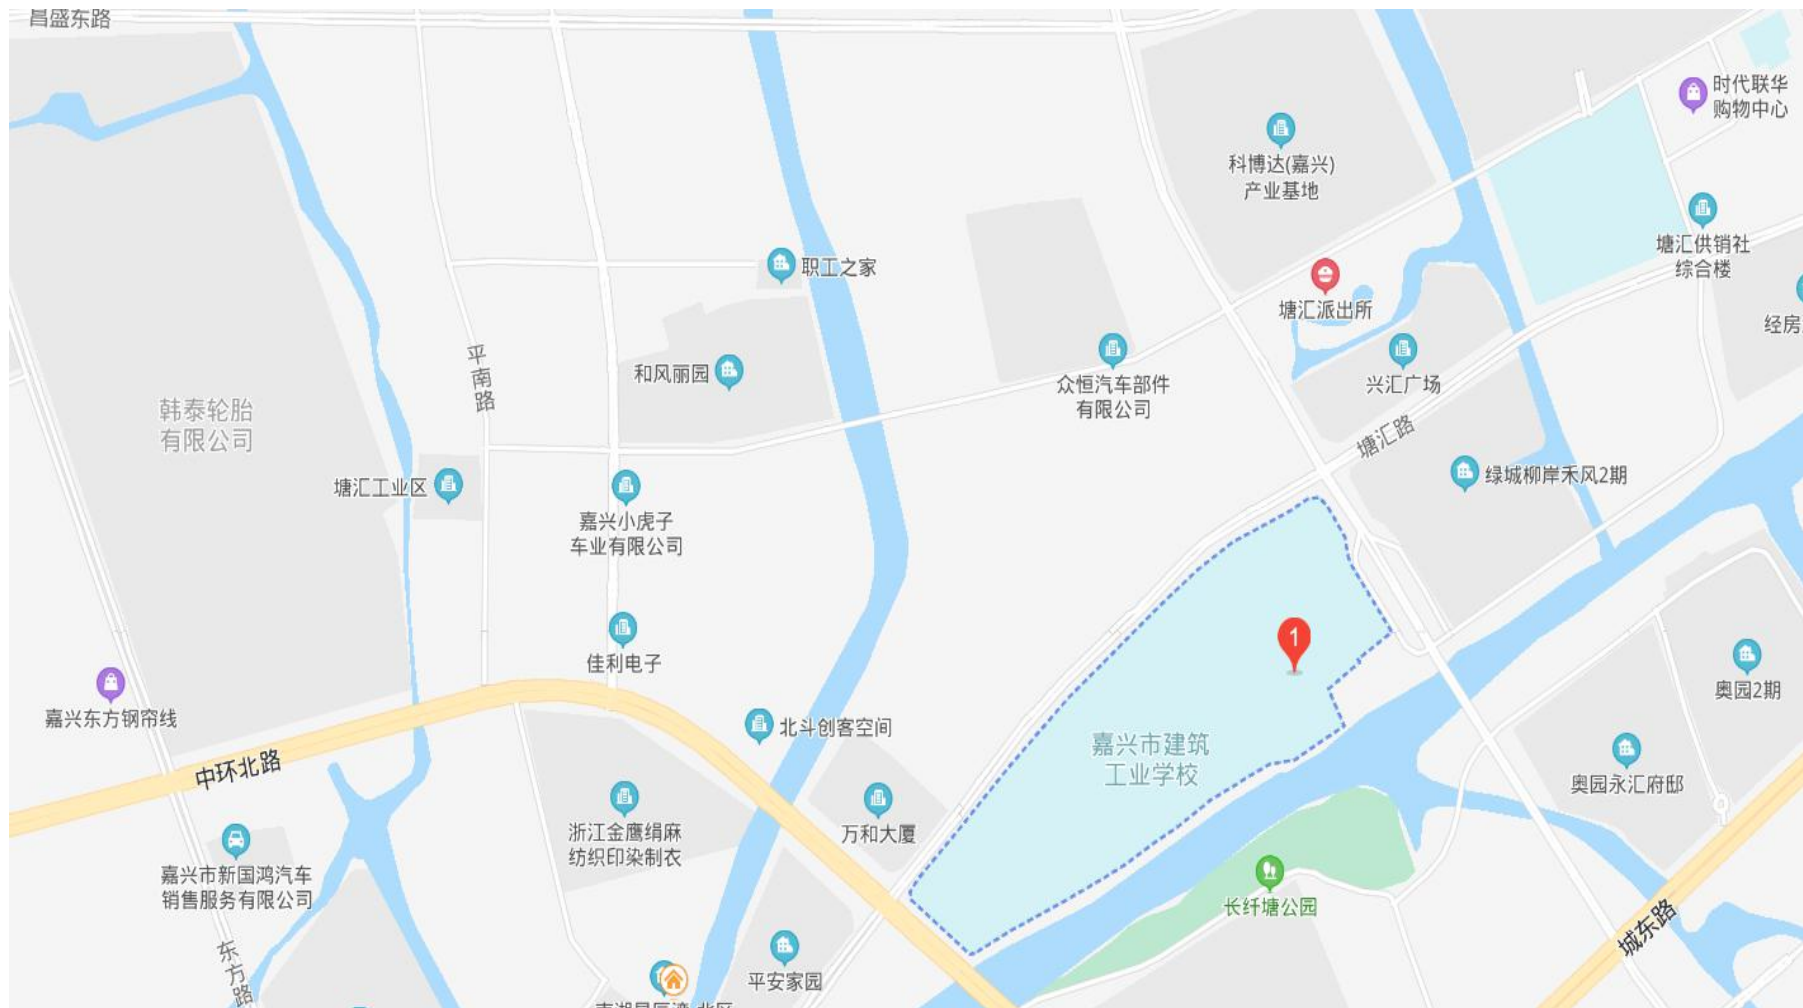 昌盛东路
时代联华
购物中心
科博达(嘉兴)
产业基地
塘汇供销社
综合楼
职工之家
塘汇派出所
经房
平南路
和风丽园
众恒汽车部件
有限公司
兴汇广场
韩泰轮胎
有限公司
塘汇路
塘汇工业区
绿城柳岸禾风2期
嘉兴小虎子
车业有限公司
1
佳利电子
奥园2期
嘉兴东方钢帘线
北斗创客空间
嘉兴市建筑
工业学校
中环北路
奥园永汇府邸
浙江金鹰绢麻
纺织印染制衣
万和大厦
嘉兴市新国鸿汽车
销售服务有限公司
长纤塘公园
城东路
东方路
平安家园